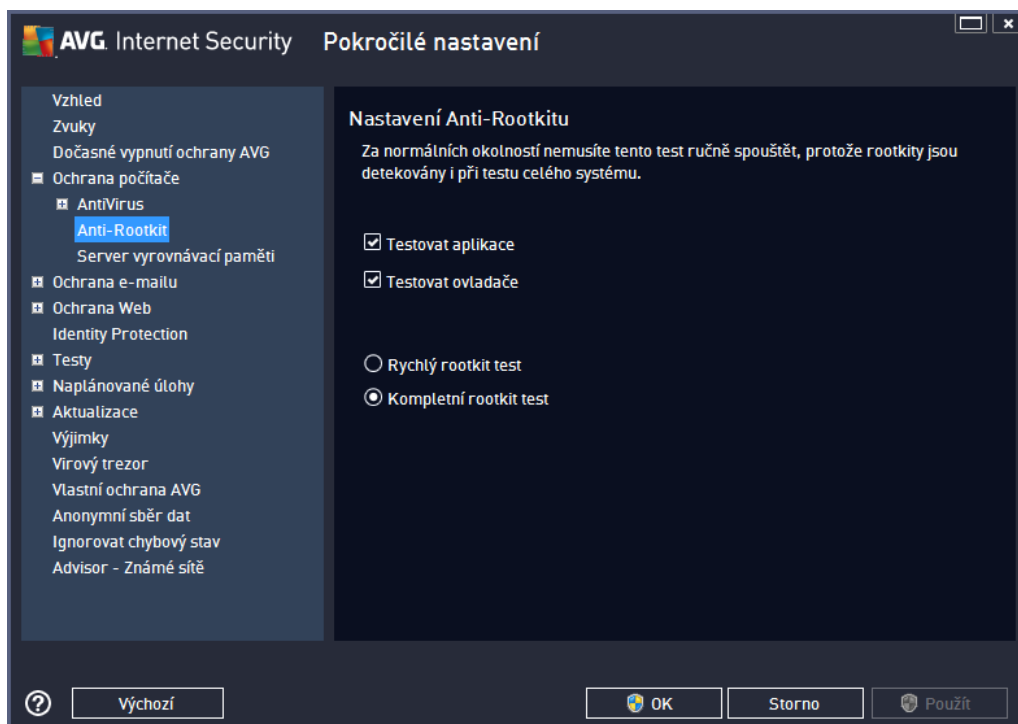 AVG. Internet Security Pokročilé nastavení
Vzhled
Zvuky
Dočasné vypnutí ochrany AVG
Ochrana počítače
AntiVirus
Anti-Rootkit
Server vyrovnávací paměti
Ochrana e-mailu
Ochrana Web
Identity Protection
Testy
Naplánované úlohy
Aktualizace
Výjimky
Virový trezor
Vlastní ochrana AVG
Anonymní sběr dat
Ignorovat chybový stav
Advisor - Známé sítě
Nastavení Anti-Rootkitu
Za normálních okolností nemusíte tento test ručně spouštět, protože rootkity jsou
detekovány i při testu celého systému.
Testovat aplikace
Testovat ovladače
Rychlý rootkit test
Kompletní rootkit test
Výchozí
OK
Storno
Použít